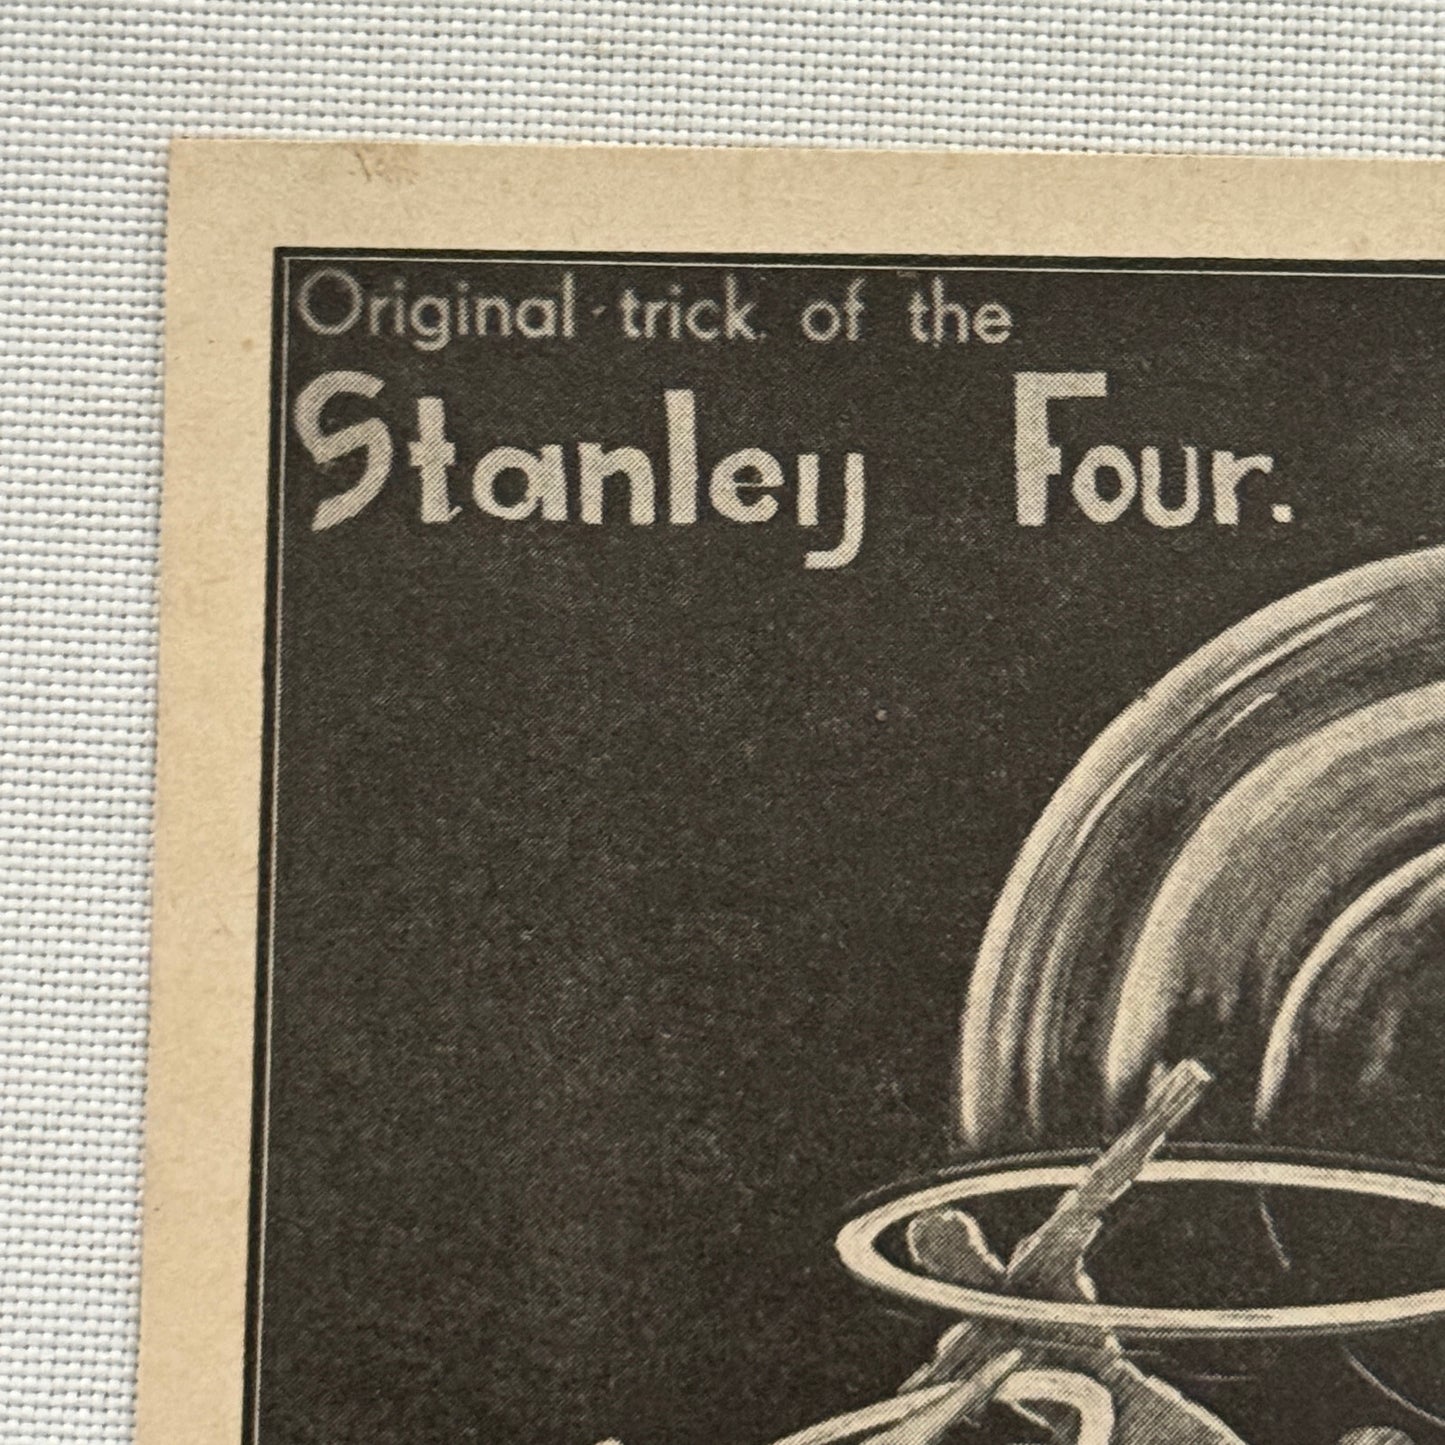 Original trick of the
Stanley Four.